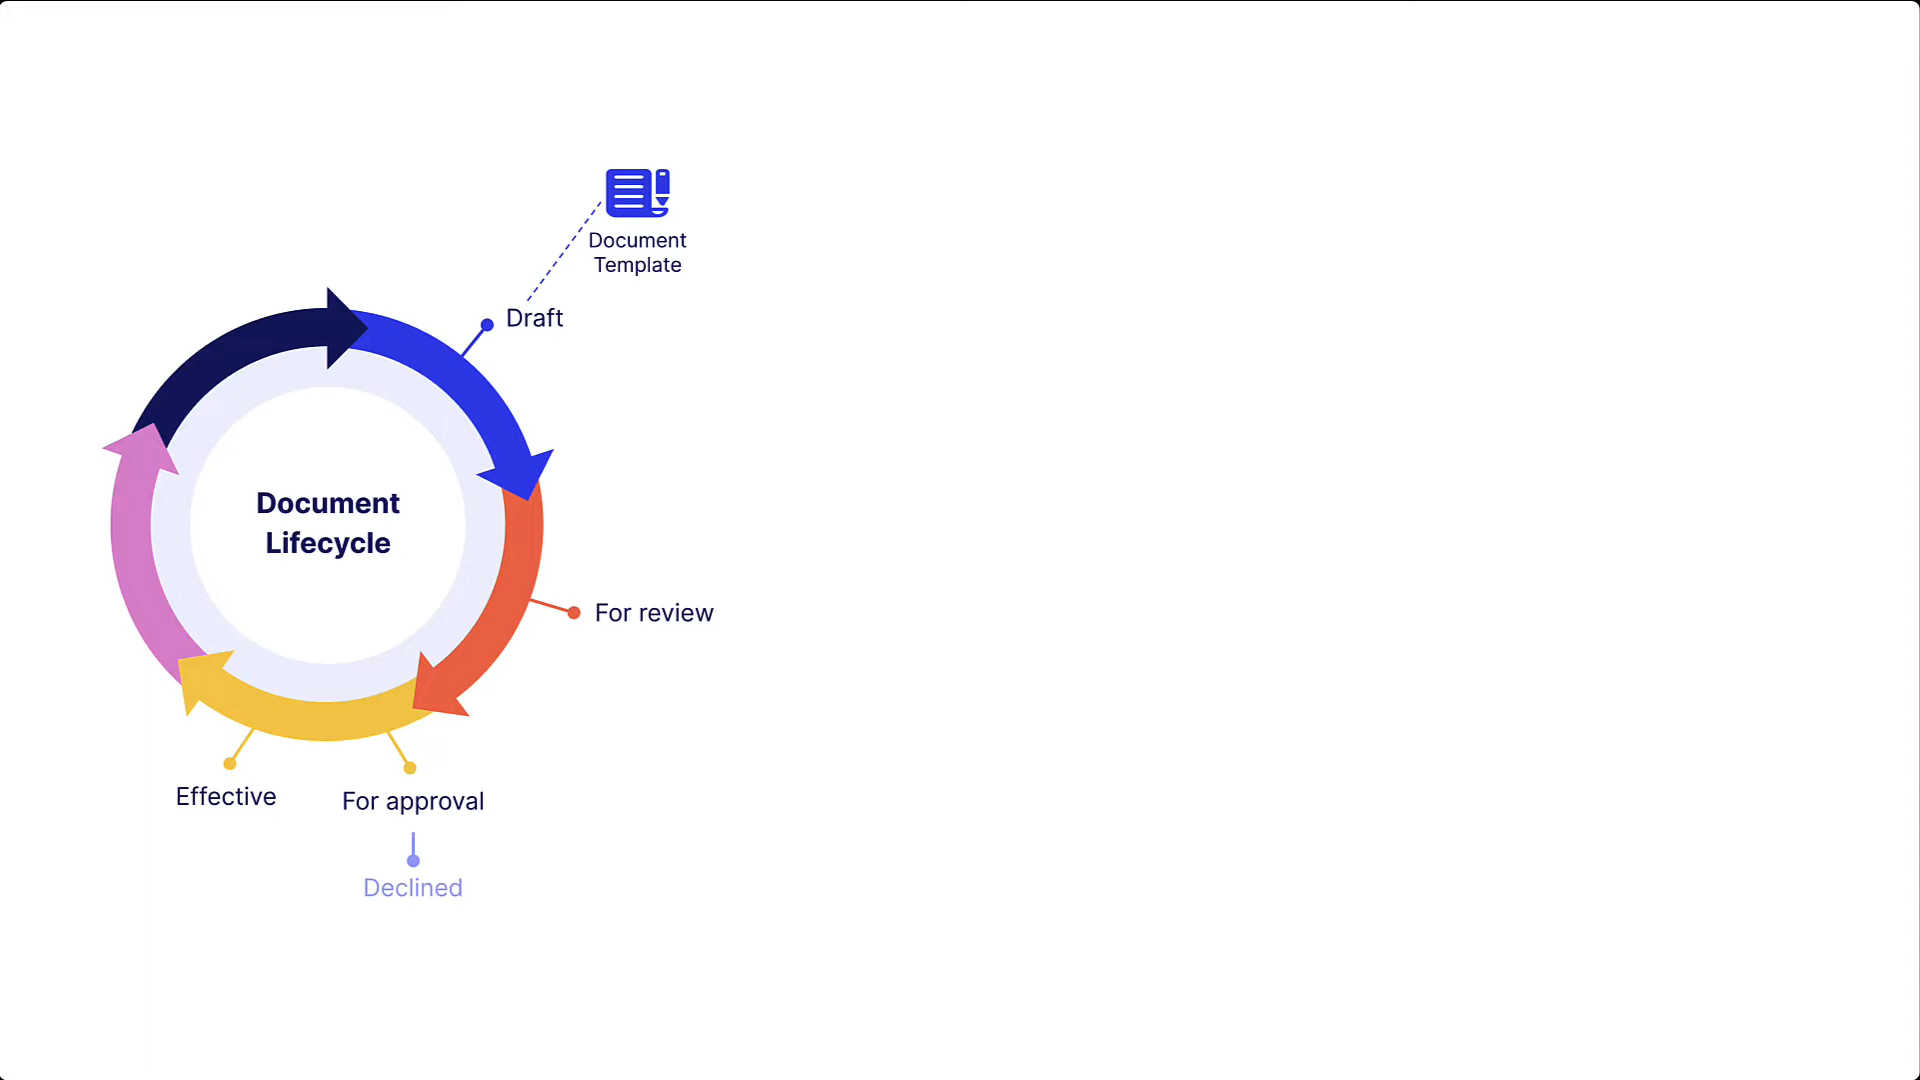 Document
Template
Draft
Document
Lifecycle
For review
Effective
For approval
Declined